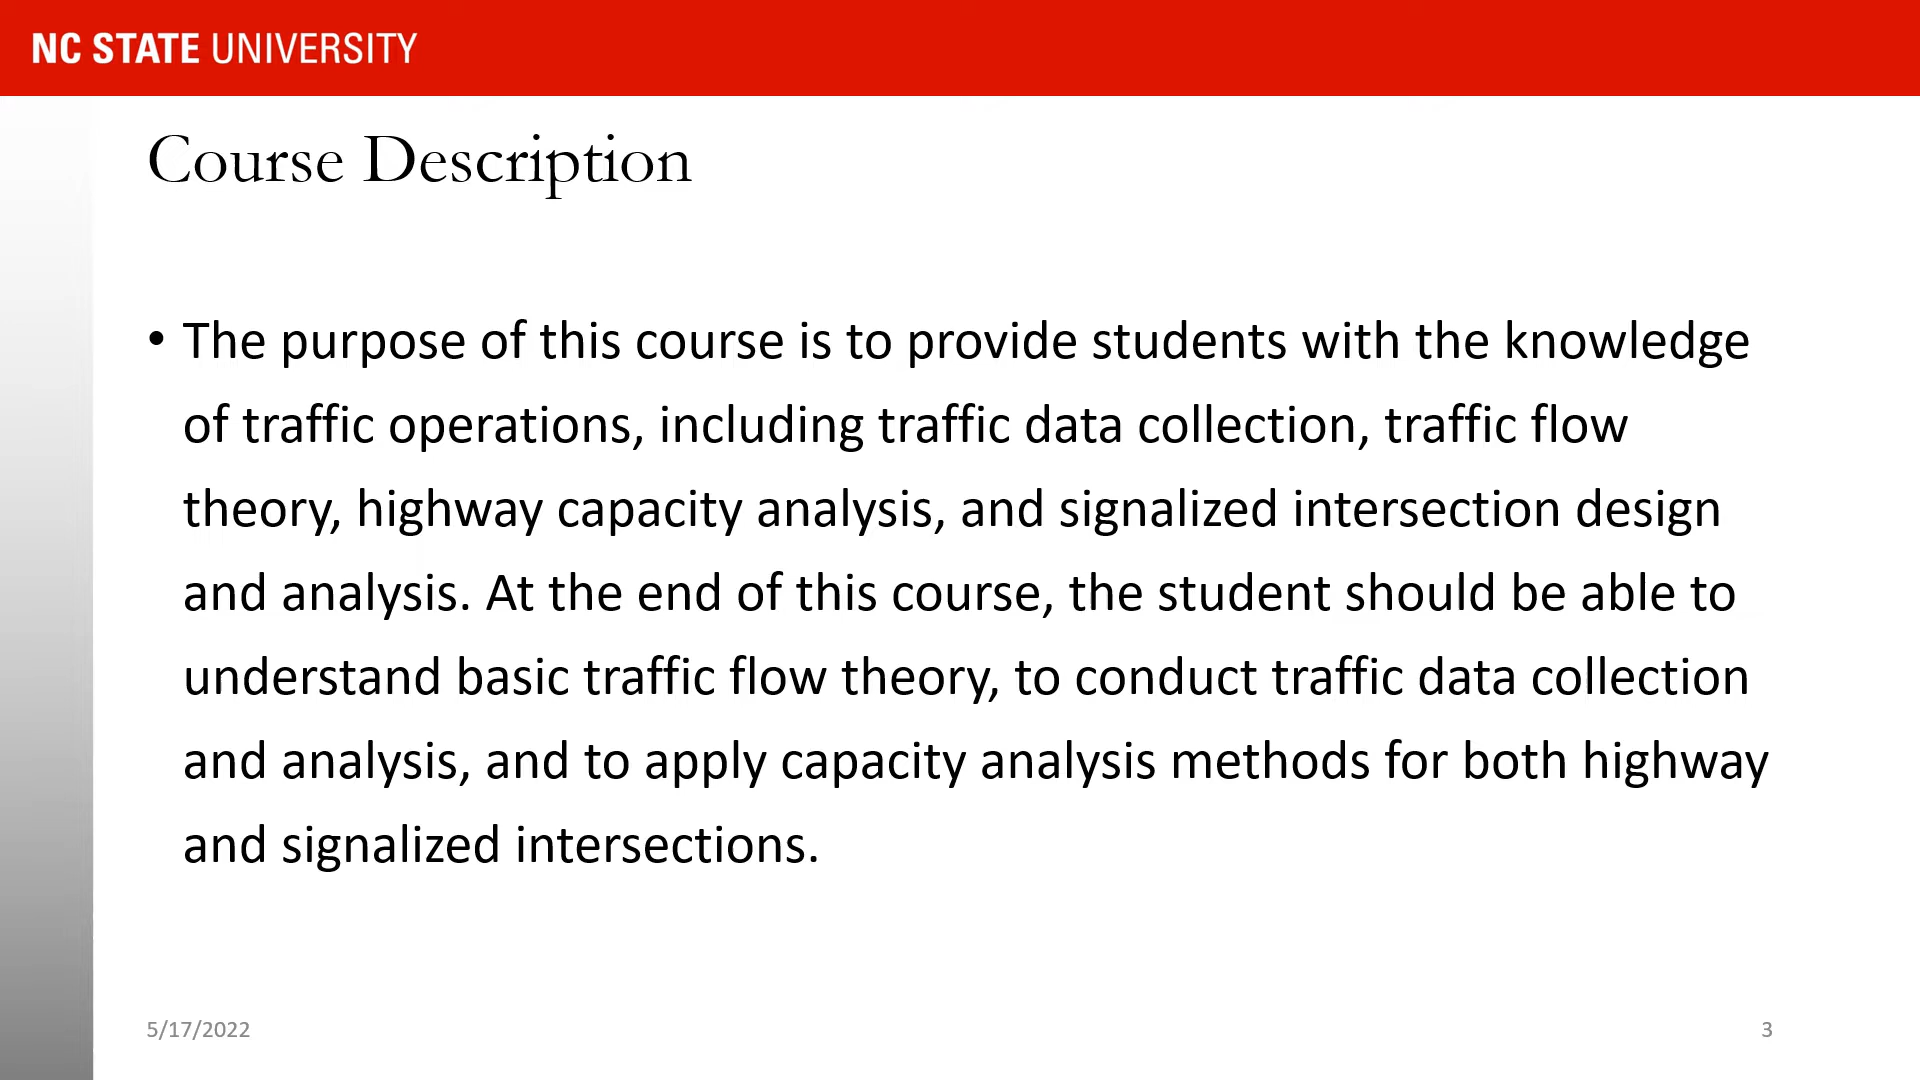 NC STATE UNIVERSITY
Course Description
• The purpose of this course is to provide students with the knowledge
of traffic operations, including traffic data collection, traffic flow
theory, highway capacity analysis, and signalized intersection design
and analysis. At the end of this course, the student should be able to
understand basic traffic flow theory, to conduct traffic data collection
and analysis, and to apply capacity analysis methods for both highway
and signalized intersections.
5/17/2022
3